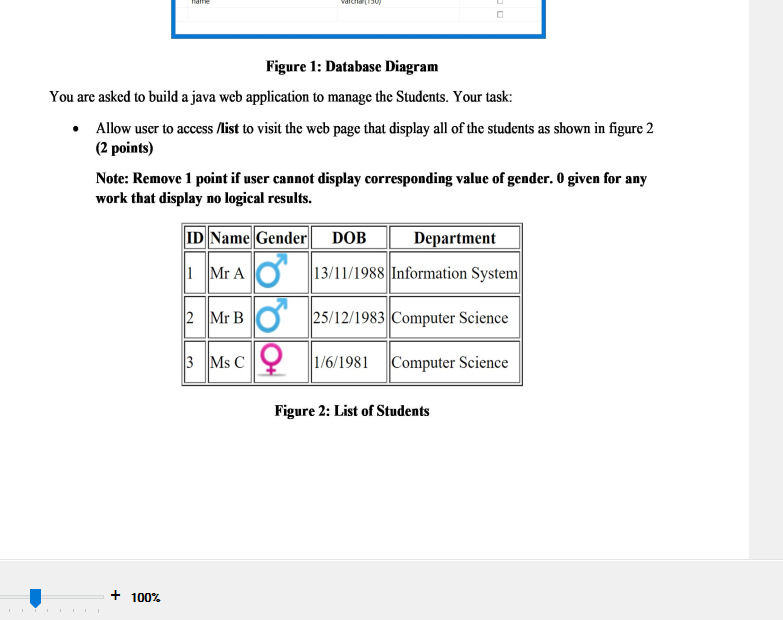 name varchar(150)
Figure 1: Database Diagram
You are asked to build a java web application to manage the Students. Your task:
• Allow user to access /list to visit the web page that display all of the students as shown in figure 2
(2 points)
Note: Remove 1 point if user cannot display corresponding value of gender. 0 given for any
work that display no logical results.
ID Name Gender DOB Department
1 Mr A 13/11/1988 Information System
2 Mr B 25/12/1983 Computer Science
3 Ms C 1/6/1981 Computer Science
Figure 2: List of Students
+ 100%